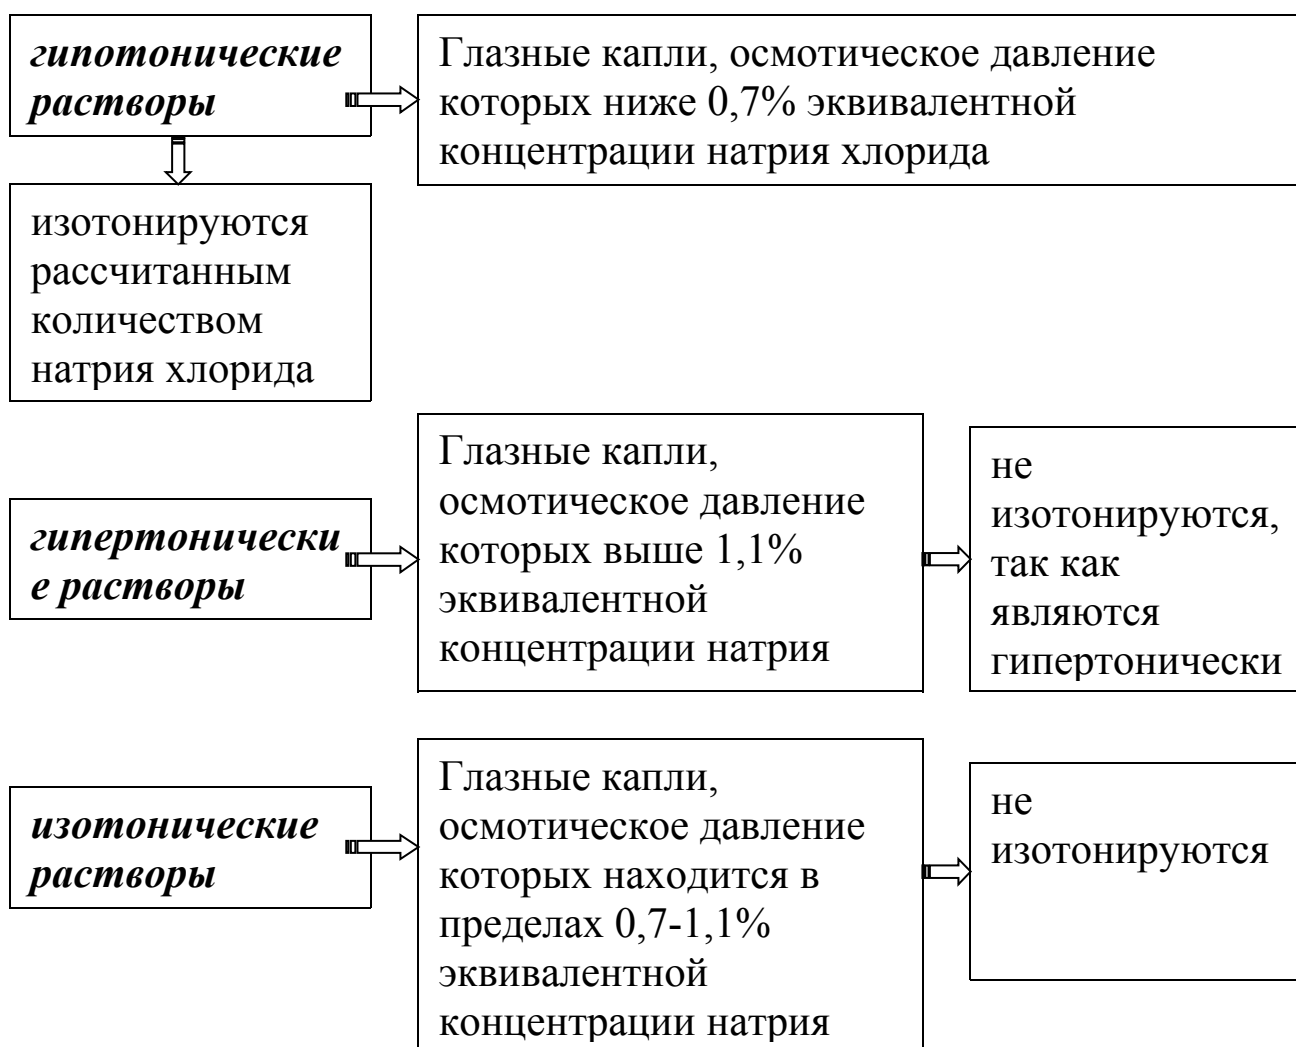 гипотонические
растворы
Глазные капли, осмотическое давление
которых ниже 0,7% эквивалентной
концентрации натрия хлорида
изотонируются
рассчитанным
количеством
натрия хлорида
гипертонически
е растворы
Глазные капли,
осмотическое давление
которых выше 1,1%
эквивалентной
концентрации натрия
не
изотонируются,
так как
являются
гипертонически
изотонические
растворы
Глазные капли,
осмотическое давление
которых находится в
пределах 0,7-1,1%
эквивалентной
концентрации натрия
не
изотонируются